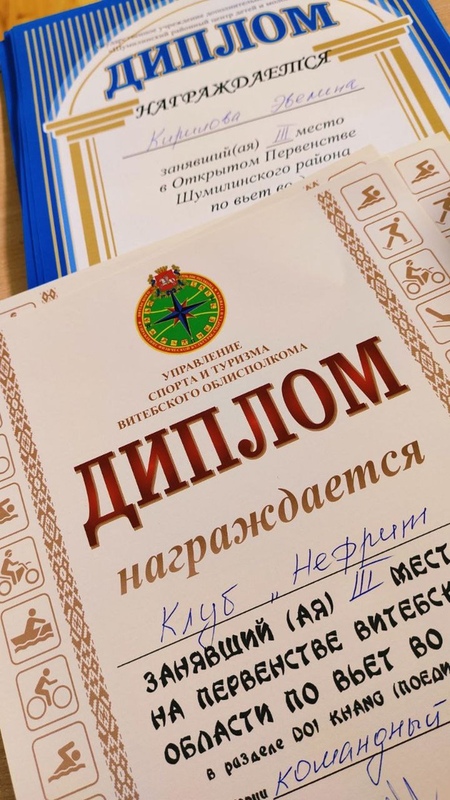 ДИПЛОМ
НАГРАЖДАЕТСЯ
Кирилова Эвелина
занявший(ая) III место
в Открытом Первенстве
Шумилинского района
по вьет во
УПРАВЛЕНИЕ
СПОРТА И ТУРИЗМА
ВИТЕБСКОГО ОБЛИСПОЛКОМА
ДИПЛОМ
награждается
Клуб „Нефрит
ЗАНЯВШИЙ (АЯ) III МЕСТ
НА ПЕРВЕНСТВЕ ВИТЕБСК
ОБЛАСТИ ПО ВЬЕТ ВО
в разделе DOI KHANG (ПОЕДИ
командный